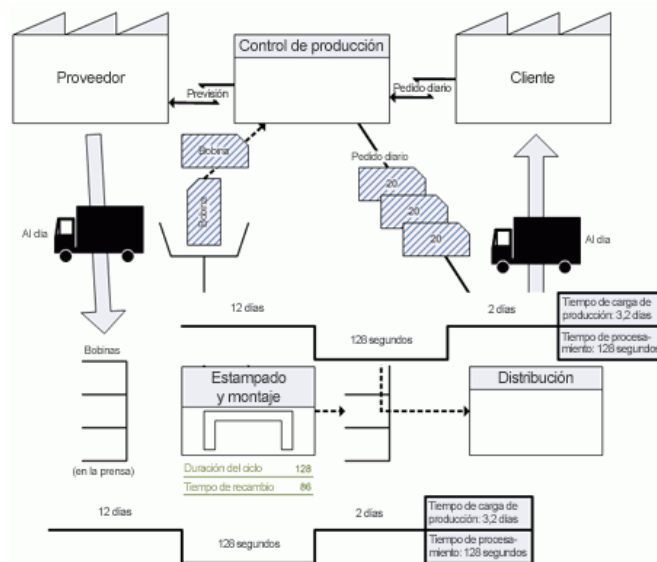 Proveedor
Control de producción
Cliente
Previsión
Pedido diario
Bobina
Bobina
Pedido diario
20
20
20
Al día
Al día
12 días
128 segundos
2 días
Tiempo de carga de
producción: 3,2 días
Tiempo de procesa-
miento: 128 segundos
Bobinas
(en la prensa)
Estampado
y montaje
Duración del ciclo 128
Tiempo de recambio 86
Distribución
12 días
128 segundos
2 días
Tiempo de carga de
producción: 3,2 días
Tiempo de procesa-
miento: 128 segundos